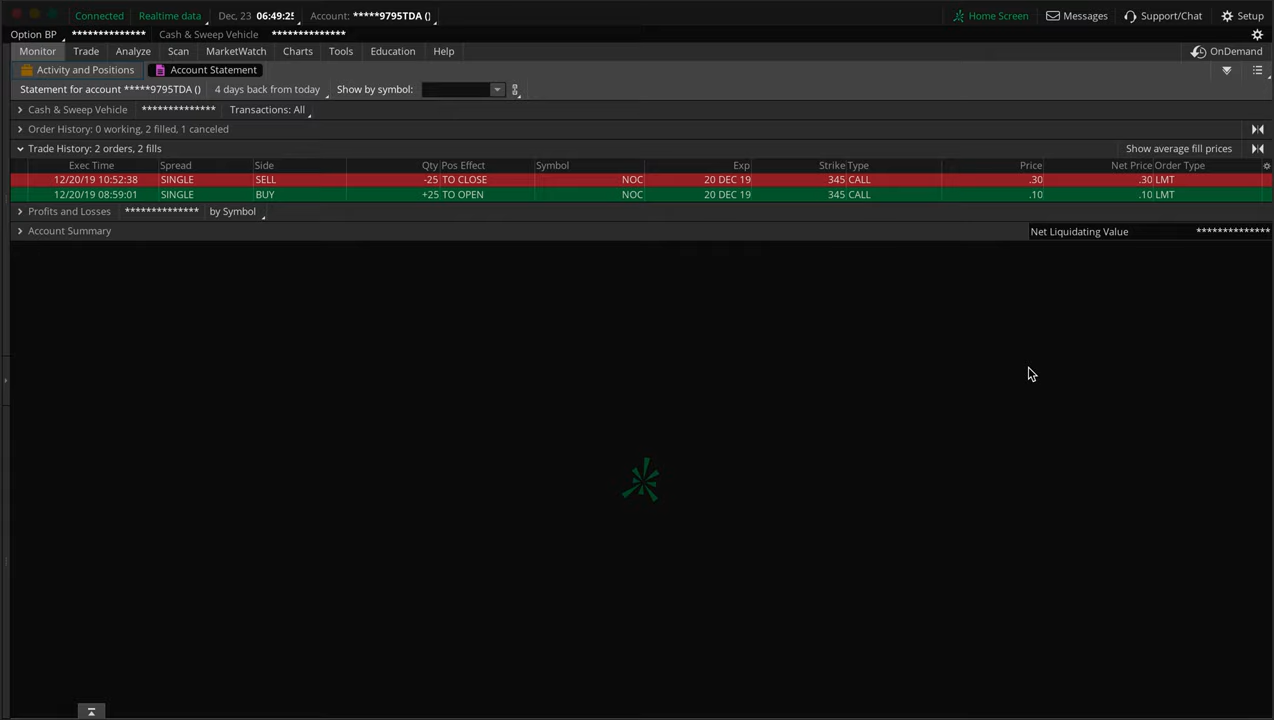 Connected Realtime data Dec, 23 06:49:25 Account: *****9795TDA () Home Screen Messages Support/Chat Setup
Option BP ************** Cash & Sweep Vehicle **************
Monitor Trade Analyze Scan MarketWatch Charts Tools Education Help OnDemand
Activity and Positions Account Statement
Statement for account *****9795TDA () 4 days back from today Show by symbol:
Cash & Sweep Vehicle ************** Transactions: All
Order History: 0 working, 2 filled, 1 canceled
Trade History: 2 orders, 2 fills Show average fill prices
Exec Time Spread Side Qty Pos Effect Symbol Exp Strike Type Price Net Price Order Type
12/20/19 10:52:38 SINGLE SELL -25 TO CLOSE NOC 20 DEC 19 345 CALL .30 .30 LMT
12/20/19 08:59:01 SINGLE BUY +25 TO OPEN NOC 20 DEC 19 345 CALL .10 .10 LMT
Profits and Losses ************** by Symbol
Account Summary Net Liquidating Value **************